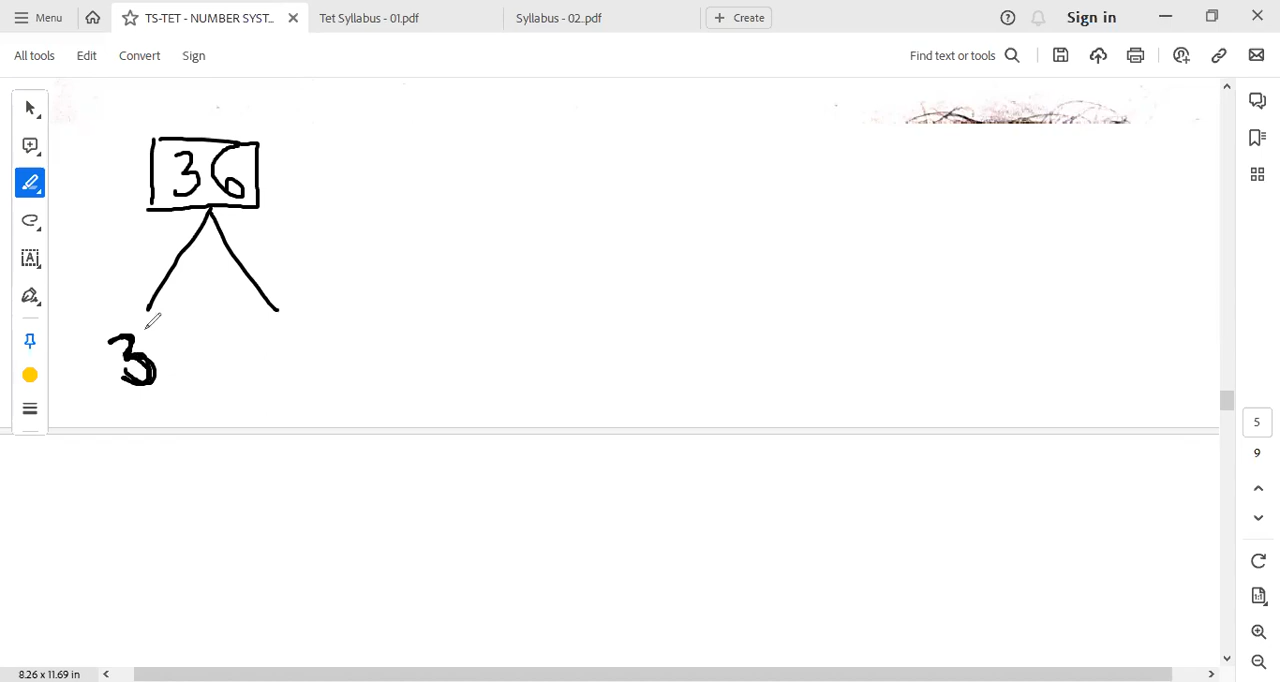 Menu TS-TET - NUMBER SYST... Tet Syllabus - 01.pdf Syllabus - 02..pdf Create Sign in
All tools Edit Convert Sign Find text or tools
36
3
5
9
8.26 x 11.69 in